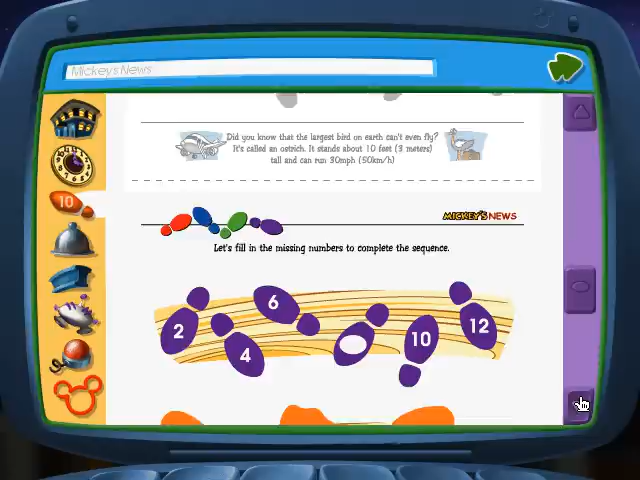 Mickey's News
Did you know that the largest bird on earth can't even fly?
It's called an ostrich. It stands about 10 feet (3 meters)
tall and can run 30mph (50km/h)
10
MICKEY'S NEWS
Let's fill in the missing numbers to complete the sequence.
2
4
6
10
12